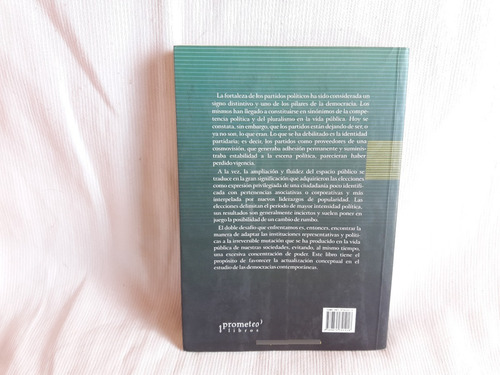 La fortaleza de los partidos políticos ha sido considerada un
signo distintivo y uno de los pilares de la democracia. Los
mismos han llegado a constituirse en sinónimos de la com-
petencia política y del pluralismo en la vida pública. Hoy se
constata, sin embargo, que los partidos están dejando de ser, o
ya no son, lo que eran. Lo que se ha debilitado es la identidad
partidaria, es decir, los partidos como proveedores de una
cosmovisión, que generaba adhesión permanente y suminis-
traba estabilidad a la escena política, parecieran haber
perdido vigencia.
A la vez, la ampliación y fluidez del espacio público se
traduce en la gran significación que adquirieron las elecciones
como expresión privilegiada de una ciudadanía poco identificada
con pertenencias asociativas o corporativas y más
interpelada por nuevos liderazgos de popularidad. Las
elecciones delimitan el período de mayor intensidad política,
sus resultados son generalmente inciertos y suelen poner en
juego la posibilidad de un cambio de rumbo.
El doble desafío que enfrentamos es, entonces, encontrar la
manera de adaptar las instituciones representativas y políti-
cas a la irreversible mutación que se ha producido en la vida
pública de nuestras sociedades, evitando, al mismo tiempo,
una excesiva concentración de poder. Este libro tiene el
propósito de favorecer la actualización conceptual en el
estudio de las democracias contemporáneas.
prometeo
libros